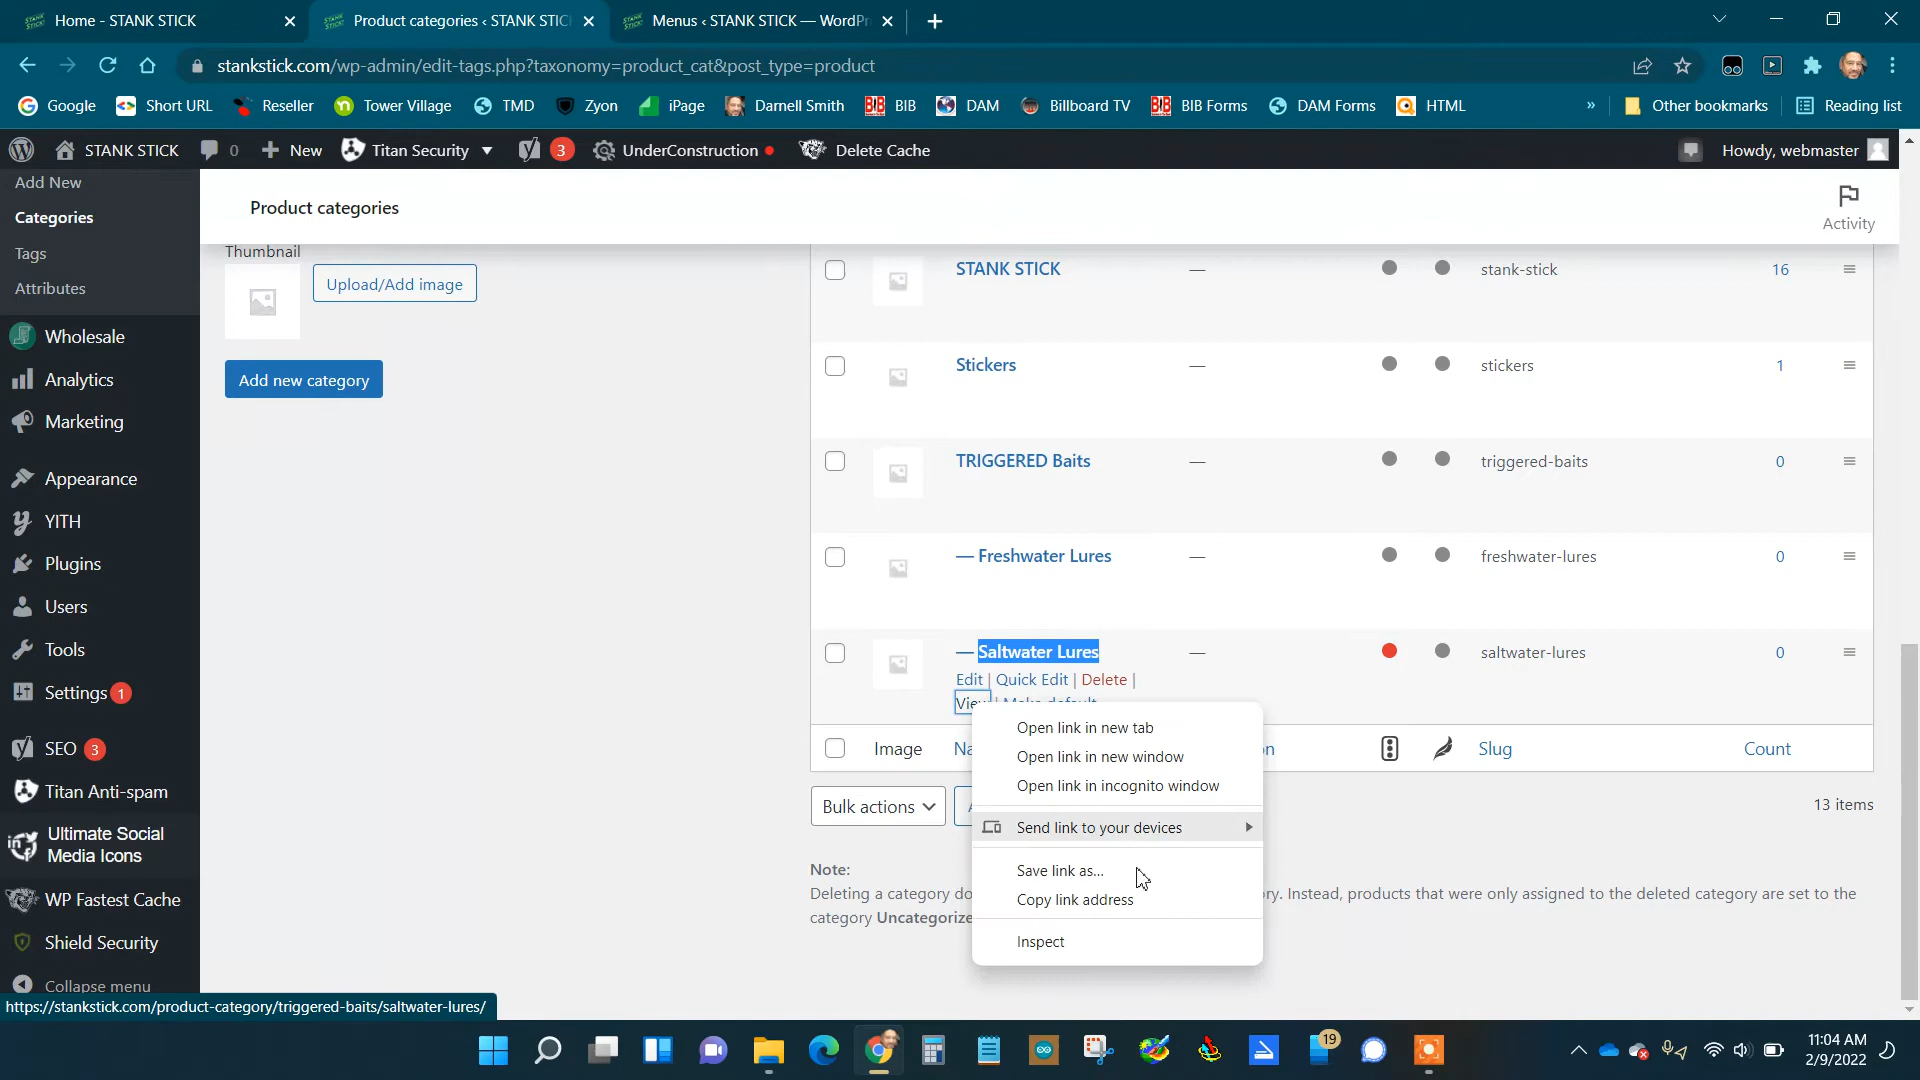 Home - STANK STICK
Product categories ‹ STANK STIC
Menus ‹ STANK STICK — WordPr
stankstick.com/wp-admin/edit-tags.php?taxonomy=product_cat&post_type=product
Google Short URL Reseller Tower Village TMD Zyon iPage Darnell Smith BIB DAM Billboard TV BIB Forms DAM Forms HTML » Other bookmarks Reading list
STANK STICK 0 New Titan Security 3 UnderConstruction Delete Cache Howdy, webmaster
Add New
Categories
Tags
Attributes
Wholesale
Analytics
Marketing
Appearance
YITH
Plugins
Users
Tools
Settings 1
SEO 3
Titan Anti-spam
Ultimate Social
Media Icons
WP Fastest Cache
Shield Security
Collapse menu
Product categories
Activity
Thumbnail
Upload/Add image
Add new category
STANK STICK — stank-stick 16
Stickers — stickers 1
TRIGGERED Baits — triggered-baits 0
— Freshwater Lures — freshwater-lures 0
— Saltwater Lures — saltwater-lures 0
Edit | Quick Edit | Delete |
View | Make default
Image Na on Slug Count
Bulk actions
13 items
Open link in new tab
Open link in new window
Open link in incognito window
Send link to your devices
Save link as...
Copy link address
Inspect
Note:
Deleting a category do ry. Instead, products that were only assigned to the deleted category are set to the
category Uncategorize
https://stankstick.com/product-category/triggered-baits/saltwater-lures/
19
11:04 AM
2/9/2022